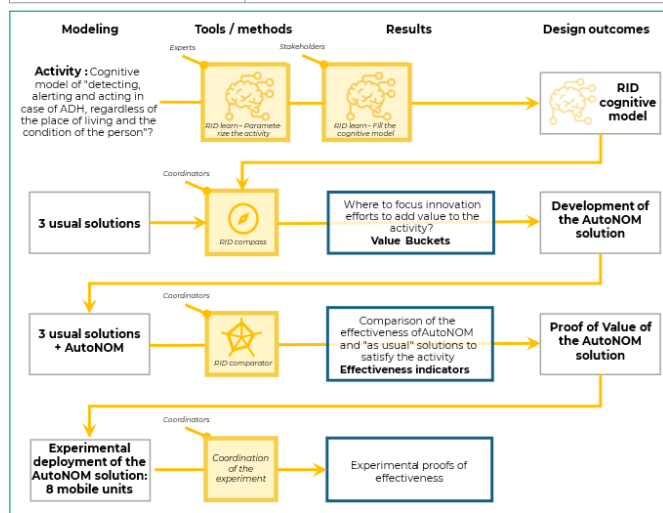 Modeling
Tools / methods
Results
Design outcomes
Experts
Stakeholders
Activity : Cognitive
model of "detecting,
alerting and acting in
case of ADH, regardless of
the place of living and the
condition of the person"?
RID learn– Paramete-
rize the activity
RID learn– Fill the
cognitive model
RID
cognitive
model
Coordinators
3 usual solutions
RID compass
Where to focus innovation
efforts to add value to the
activity?
Value Buckets
Development of
the AutoNOM
solution
Coordinators
3 usual solutions
+ AutoNOM
RID comparator
Comparison of the
effectiveness of AutoNOM
and "as usual" solutions to
satisfy the activity
Effectiveness indicators
Proof of Value of
the AutoNOM
solution
Coordinators
Experimental
deployment of the
AutoNOM solution:
8 mobile units
Coordination
of the
experiment
Experimental proofs of
effectiveness